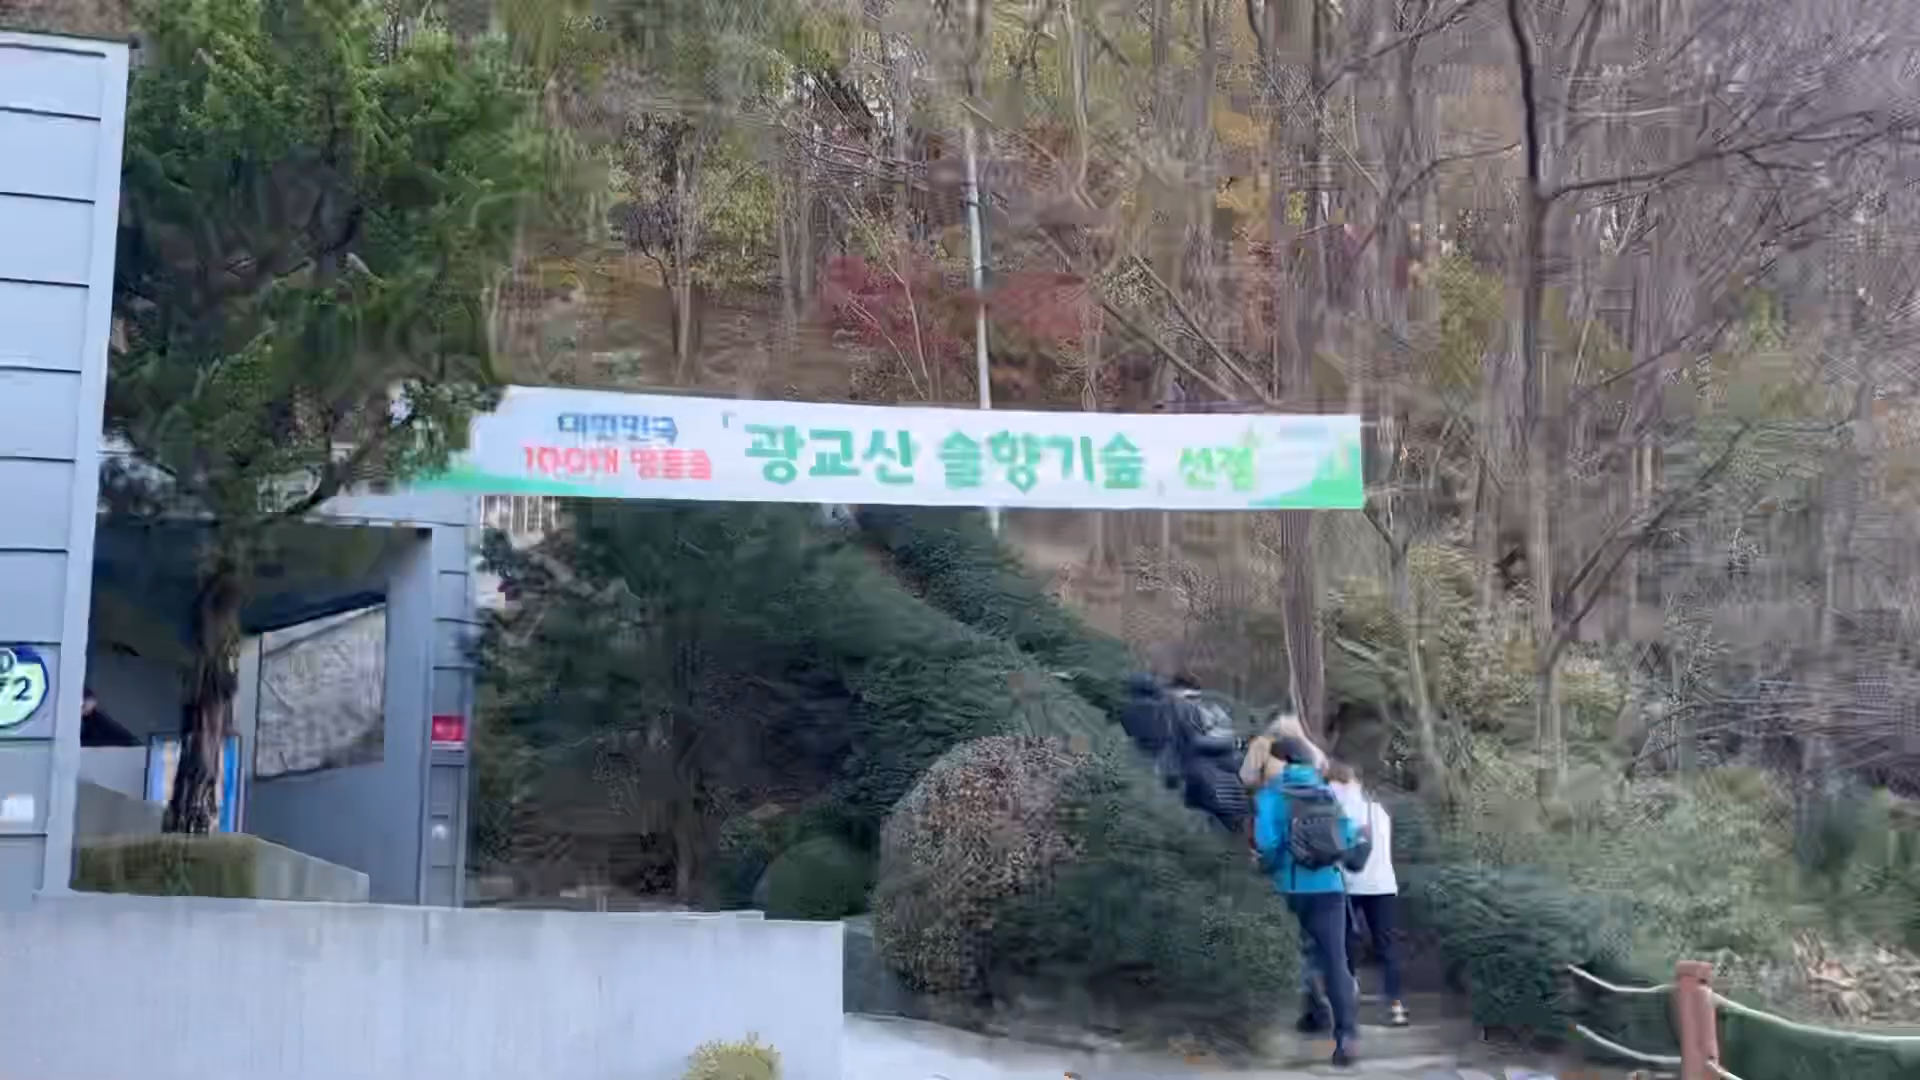 대한민국
100대 명품숲
「광교산 솔향기숲」 선정